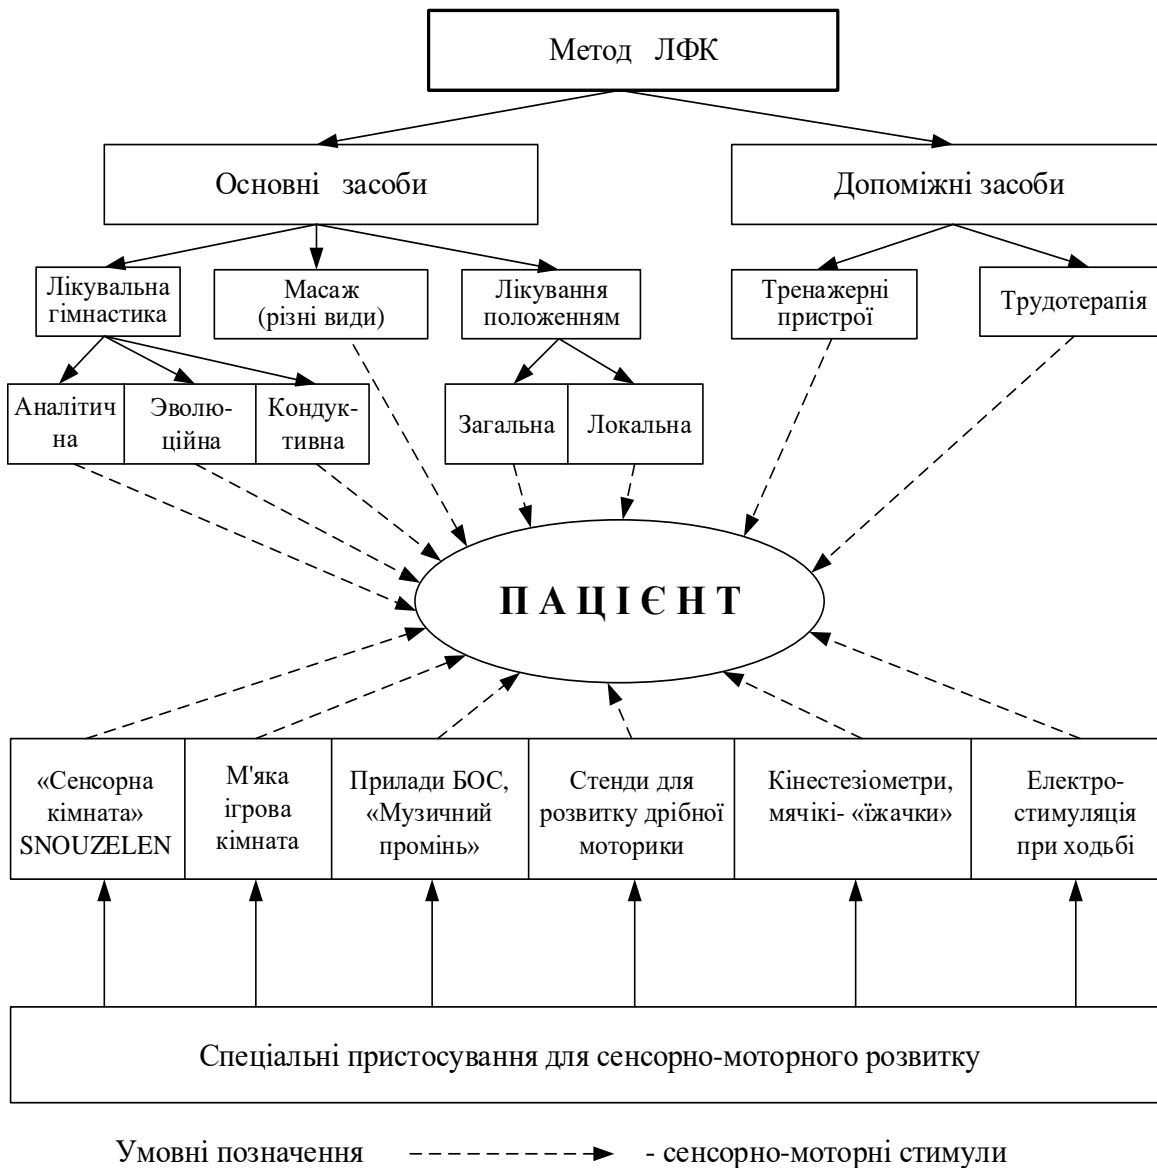 Метод ЛФК
Основні засоби
Допоміжні засоби
Лікувальна
гімнастика
Масаж
(різні види)
Лікування
положенням
Тренажерні
пристрої
Трудотерапія
Аналітич
на
Эволю-
ційна
Кондук-
тивна
Загальна
Локальна
П А Ц І Є Н Т
«Сенсорна
кімната»
SNOUZELEN
М'яка
ігрова
кімната
Прилади БОС,
«Музичний
промінь»
Стенди для
розвитку дрібної
моторики
Кінестезіометри,
мячікі- «їжачки»
Електро-
стимуляція
при ходьбі
Спеціальні пристосування для сенсорно-моторного розвитку
Умовні позначення - сенсорно-моторні стимули